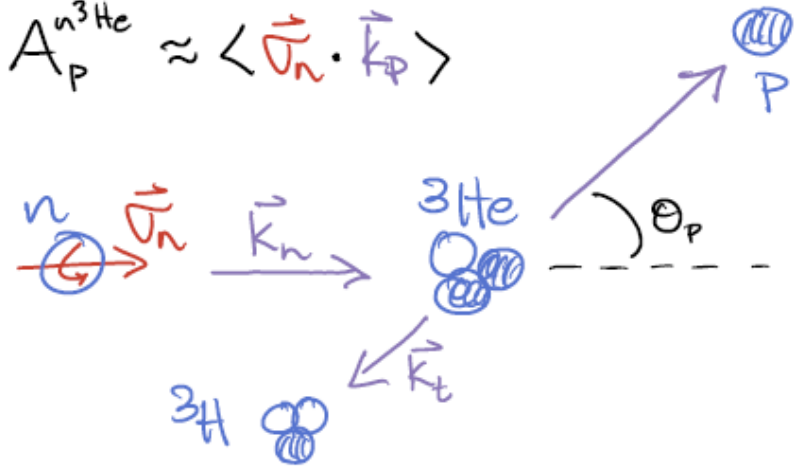 A_p^{n³He} ≈ < σ⃗_n · k⃗_p >
p
n σ⃗_n k⃗_n ³He θ_p
k⃗_t
³H